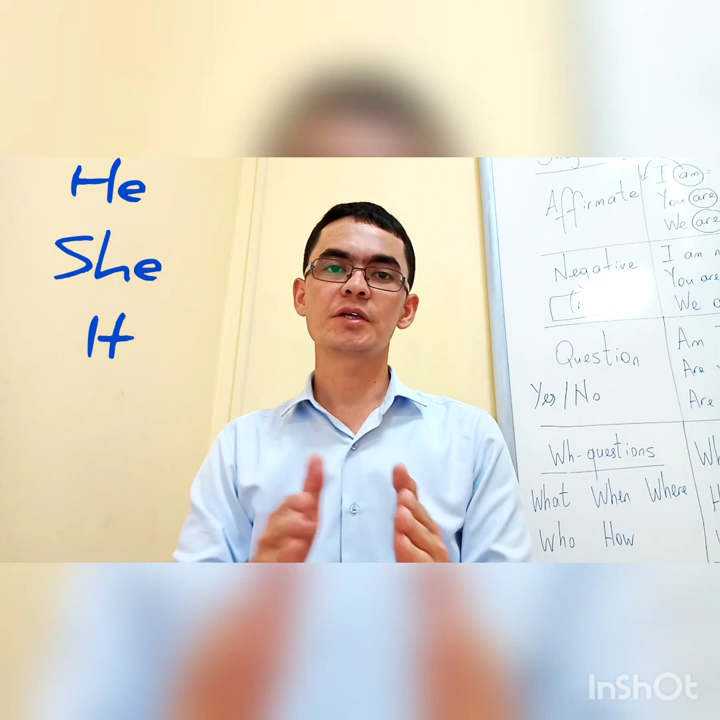 He
She
It
Affirmate
I am
You are
We are
Negative
I am
You are
We
Question
Yes/No
Am
Are
Are
Wh-questions
What When Where
Who How
InShOt